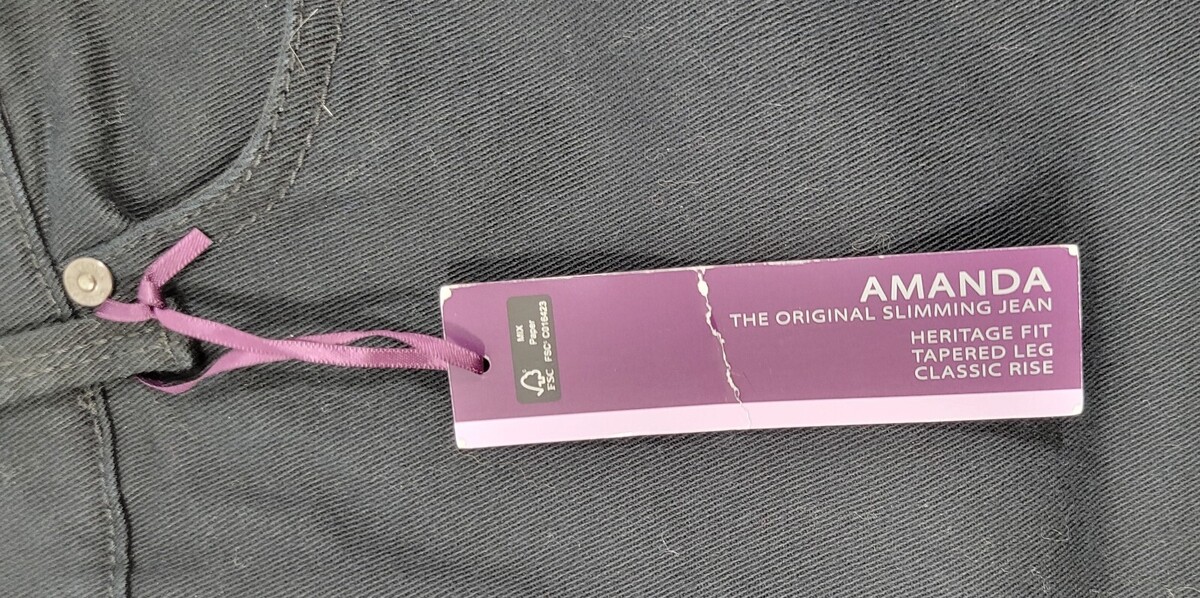 AMANDA
THE ORIGINAL SLIMMING JEAN
HERITAGE FIT
TAPERED LEG
CLASSIC RISE
FSC
MIX
Paper
FSC® C016423